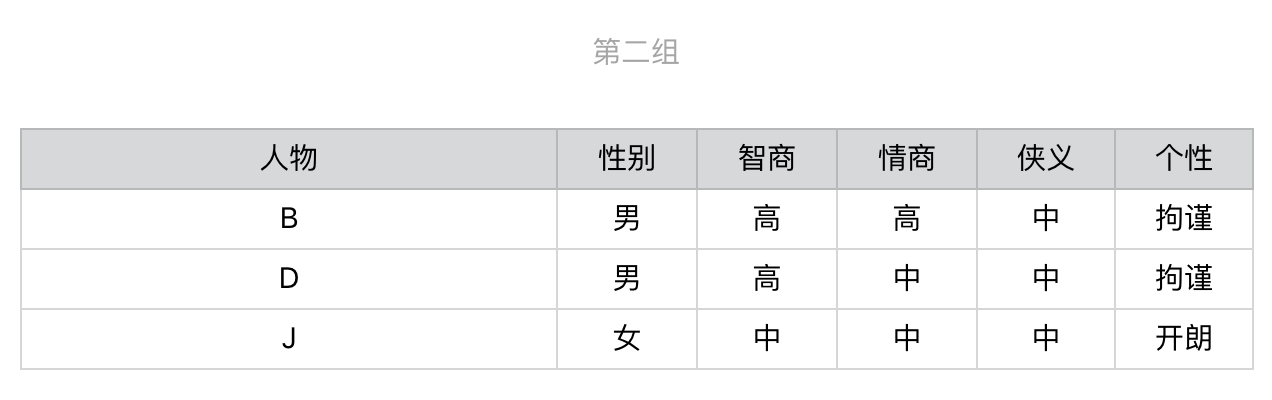 第二组
人物 性别 智商 情商 侠义 个性
B 男 高 高 中 拘谨
D 男 高 中 中 拘谨
J 女 中 中 中 开朗